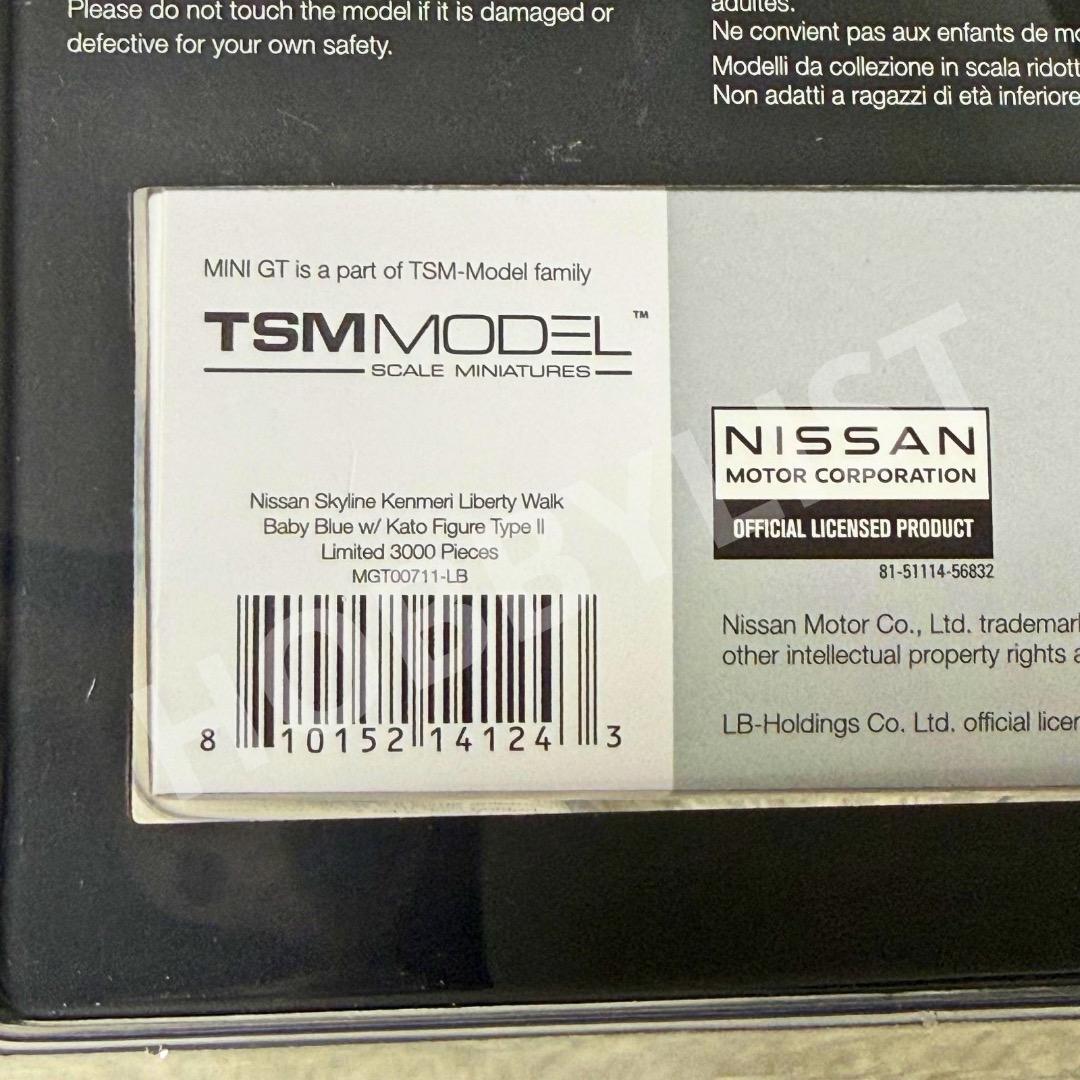 Please do not touch the model if it is damaged or
defective for your own safety.
adultes.
Ne convient pas aux enfants de
Modelli da collezione in scala
Non adatti a ragazzi di età
MINI GT is a part of TSM-Model family
TSMMODEL™
SCALE MINIATURES
Nissan Skyline Kenmeri Liberty Walk
Baby Blue w/ Kato Figure Type II
Limited 3000 Pieces
MGT00711-LB
8 10152 14124 3
NISSAN
MOTOR CORPORATION
OFFICIAL LICENSED PRODUCT
81-51114-56832
Nissan Motor Co., Ltd.
other intellectual property rights
LB-Holdings Co. Ltd. official
HOBBYLIST